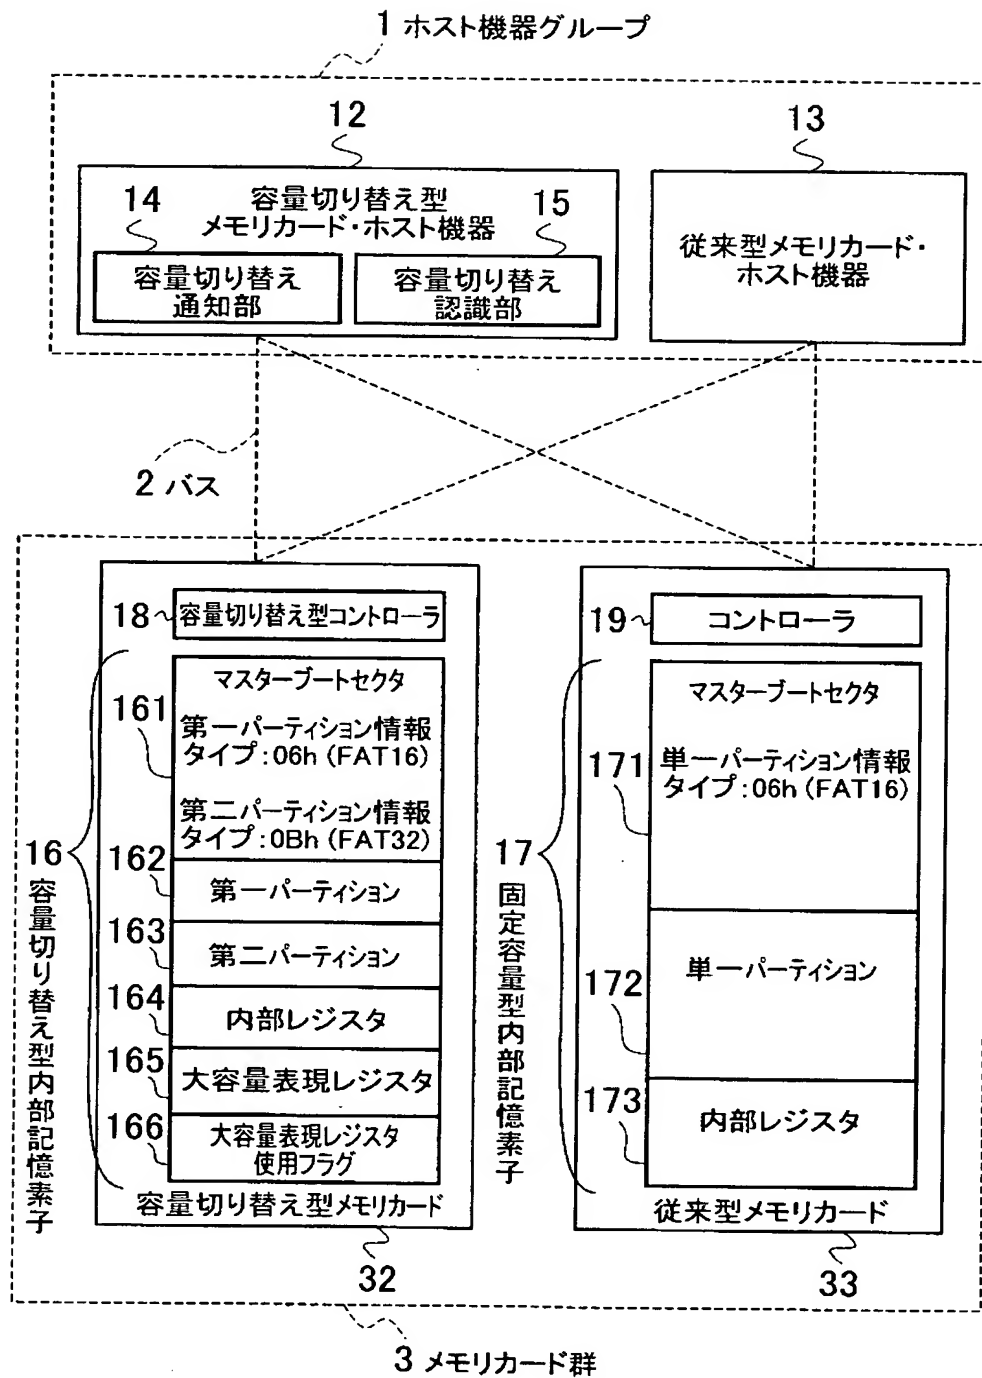 1 ホスト機器グループ
12
13
容量切り替え型
メモリカード・ホスト機器
14
15
容量切り替え
通知部
容量切り替え
認識部
従来型メモリカード・
ホスト機器
2 バス
18
容量切り替え型コントローラ
マスターブートセクタ
161
第一パーティション情報
タイプ:06h (FAT16)
第二パーティション情報
タイプ:0Bh (FAT32)
16
容量切り替え型内部記憶素子
162
第一パーティション
163
第二パーティション
164
内部レジスタ
165
大容量表現レジスタ
166
大容量表現レジスタ
使用フラグ
容量切り替え型メモリカード
32
19
コントローラ
マスターブートセクタ
171
単一パーティション情報
タイプ:06h (FAT16)
17
固定容量型内部記憶素子
172
単一パーティション
173
内部レジスタ
従来型メモリカード
33
3 メモリカード群